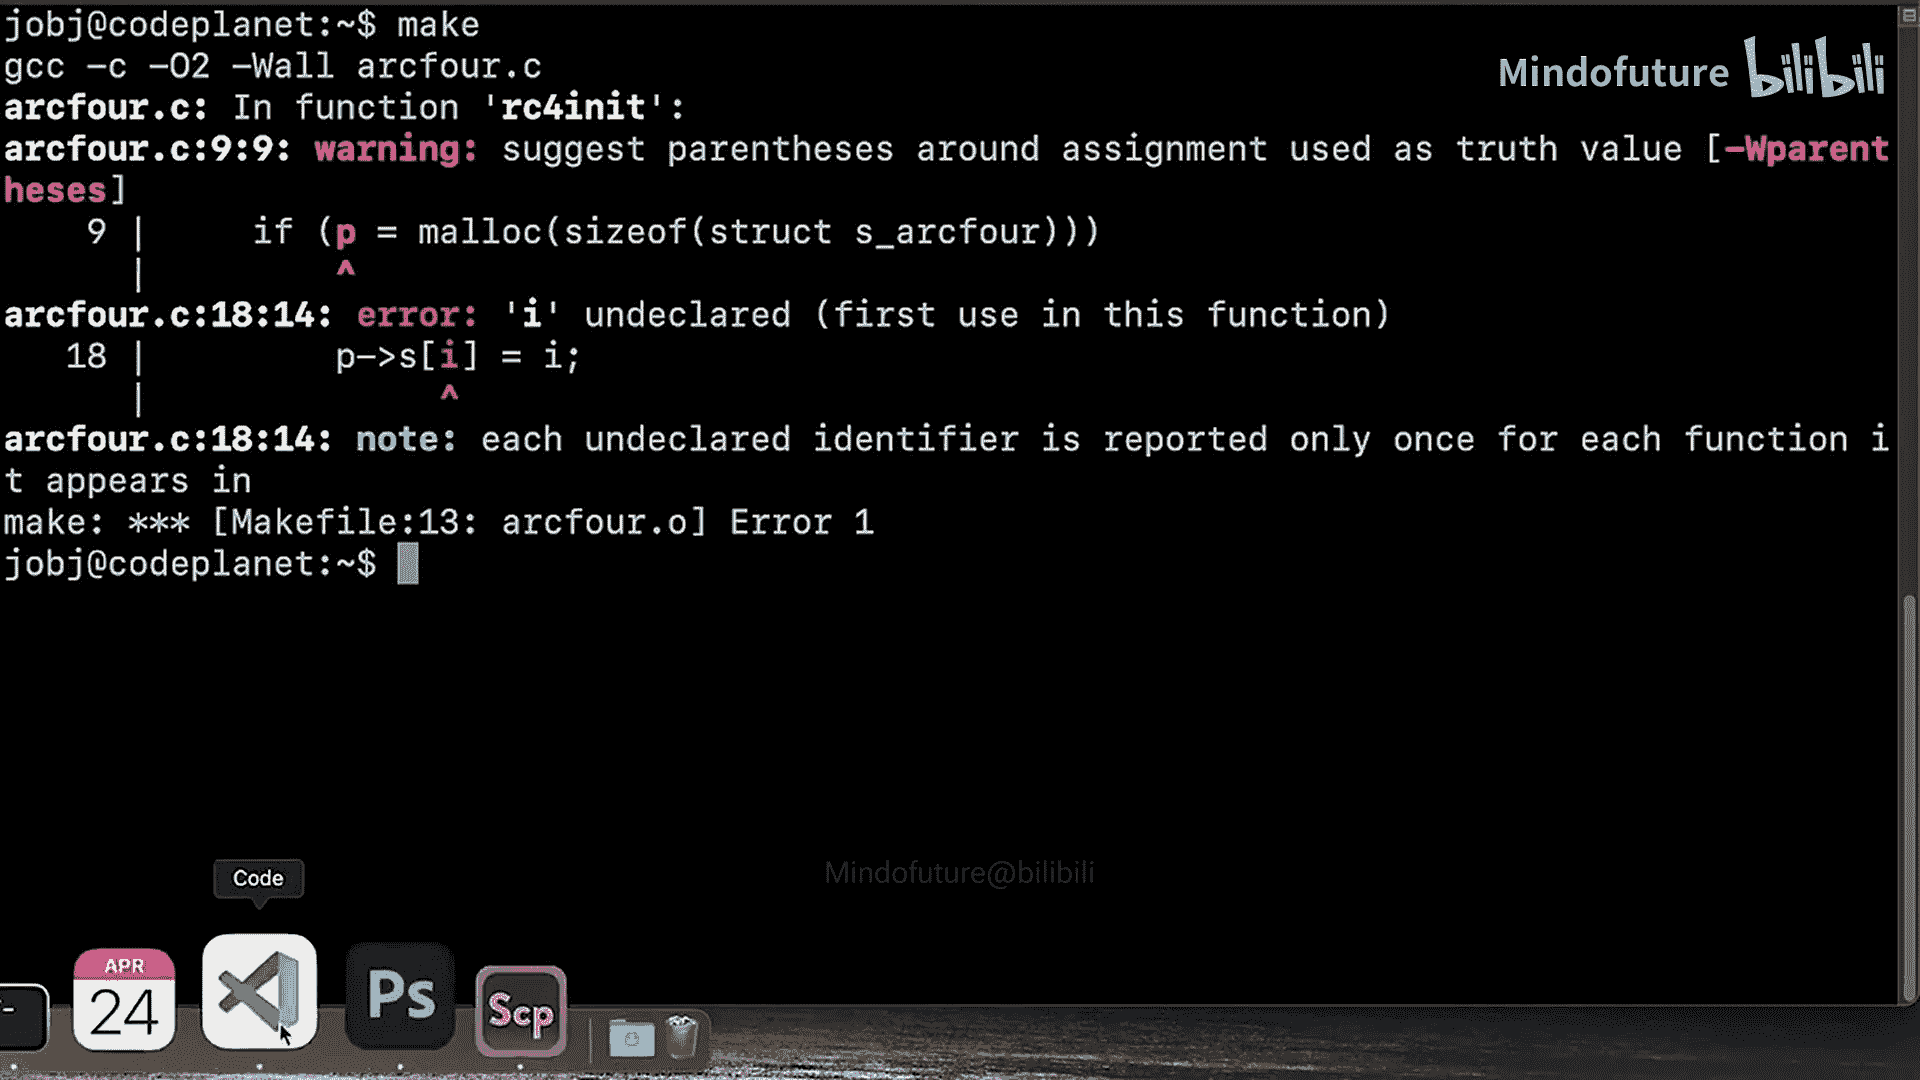 jobj@codeplanet:~$ make
gcc -c -O2 -Wall arcfour.c
Mindofuture bilibili
arcfour.c: In function 'rc4init':
arcfour.c:9:9: warning: suggest parentheses around assignment used as truth value [-Wparent
heses]
9 | if (p = malloc(sizeof(struct s_arcfour)))
| ^
arcfour.c:18:14: error: 'i' undeclared (first use in this function)
18 | p->s[i] = i;
| ^
arcfour.c:18:14: note: each undeclared identifier is reported only once for each function i
t appears in
make: *** [Makefile:13: arcfour.o] Error 1
jobj@codeplanet:~$
Mindofuture@bilibili
Code
APR
24
Ps
Scp